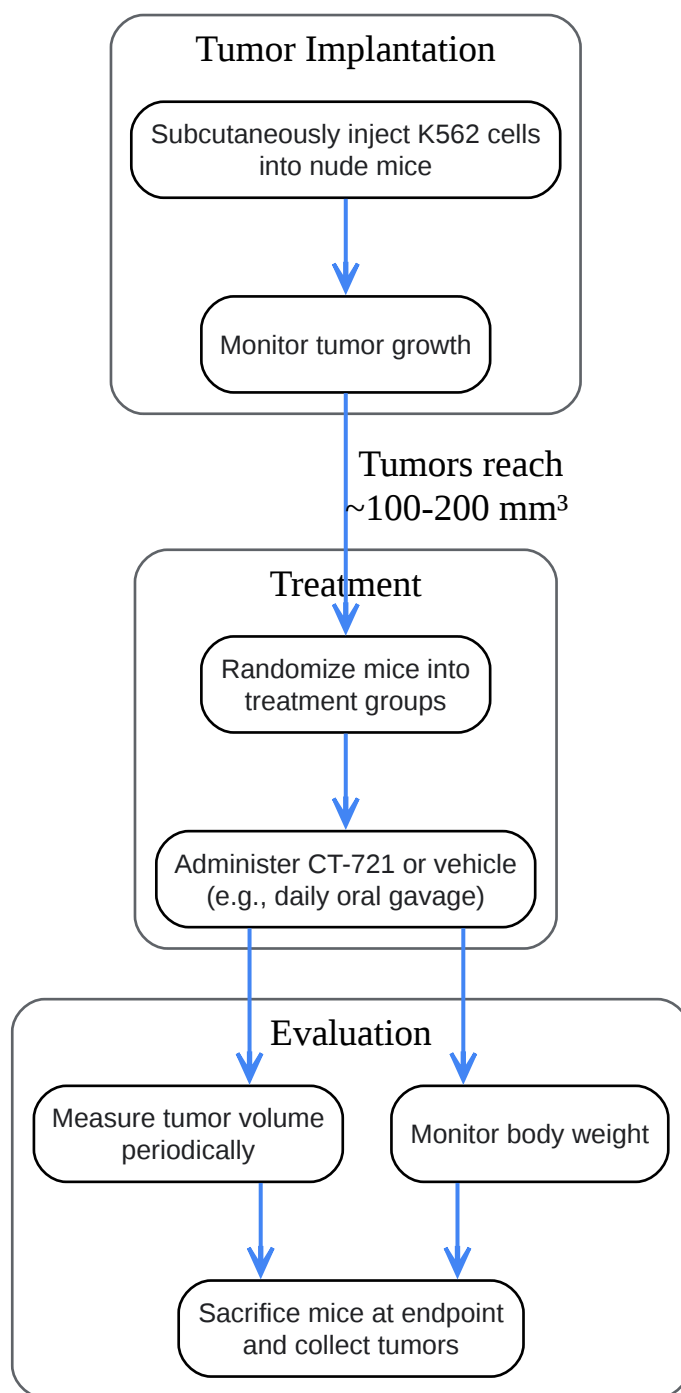 Tumor Implantation
Subcutaneously inject K562 cells
into nude mice
Monitor tumor growth
Tumors reach
~100-200 mm³
Treatment
Randomize mice into
treatment groups
Administer CT-721 or vehicle
(e.g., daily oral gavage)
Evaluation
Measure tumor volume
periodically
Monitor body weight
Sacrifice mice at endpoint
and collect tumors